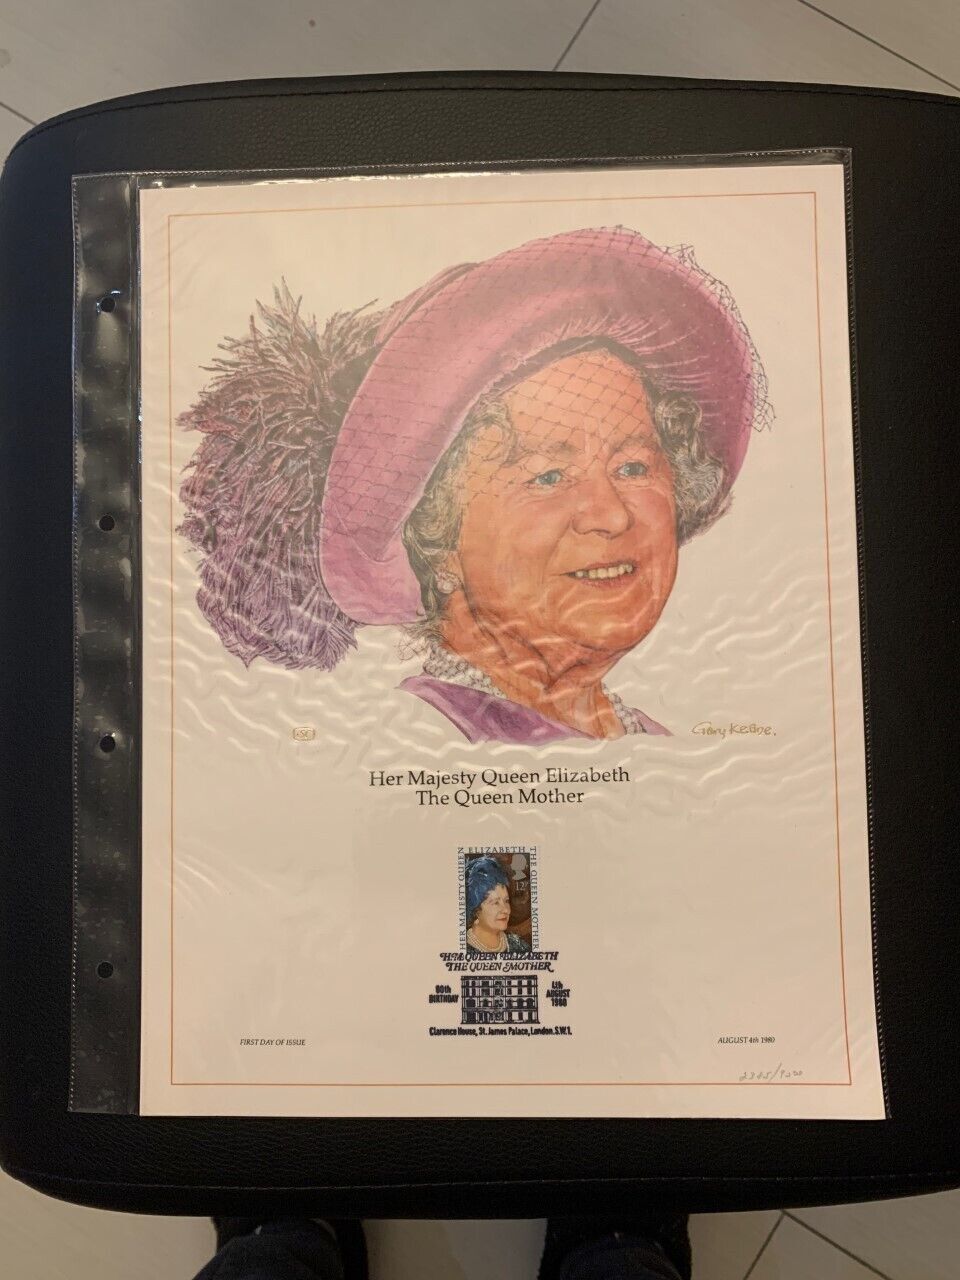 SC
Gary Keane.
Her Majesty Queen Elizabeth
The Queen Mother
HER MAJESTY QUEEN ELIZABETH THE QUEEN MOTHER
12P
H.M. QUEEN ELIZABETH
THE QUEEN MOTHER
80th BIRTHDAY
4th AUGUST 1980
Clarence House, St. James Palace, London. S.W.1.
FIRST DAY OF ISSUE
AUGUST 4th 1980